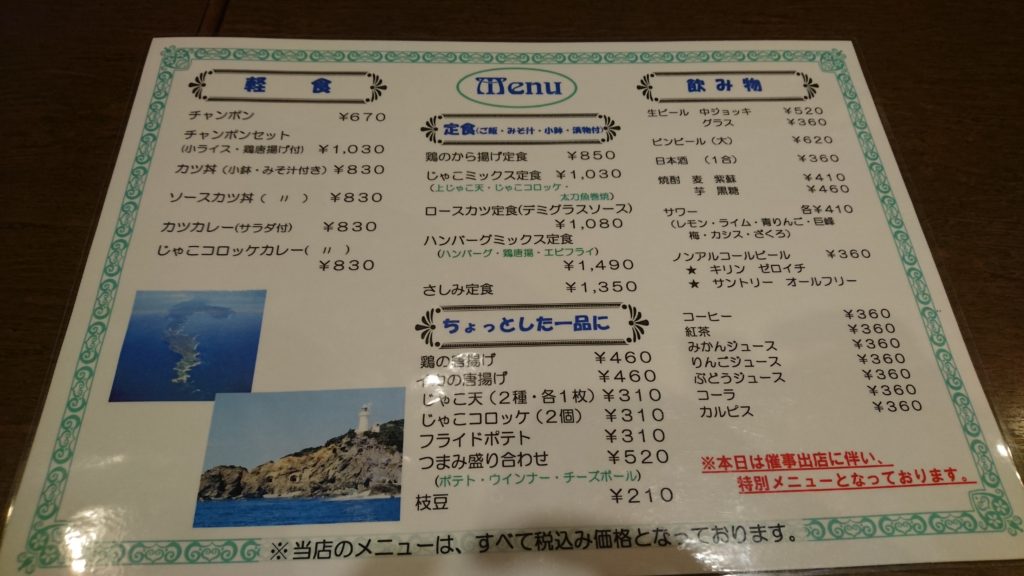 軽食
チャンポン ¥670
チャンポンセット
(小ライス・鶏唐揚げ付) ¥1,030
カツ丼(小鉢・みそ汁付き) ¥830
ソースカツ丼( 〃 ) ¥830
カツカレー(サラダ付) ¥830
じゃこコロッケカレー( 〃 )
¥830
Menu
定食(ご飯・みそ汁・小鉢・漬物付)
鶏のから揚げ定食 ¥850
じゃこミックス定食 ¥1,030
(上じゃこ天・じゃこコロッケ・
太刀魚巻焼)
ロースカツ定食(デミグラスソース)
¥1,080
ハンバーグミックス定食
(ハンバーグ・鶏唐揚・エビフライ)
¥1,490
さしみ定食 ¥1,350
ちょっとした一品に
鶏の唐揚げ ¥460
イカの唐揚げ ¥460
じゃこ天(2種・各1枚) ¥310
じゃこコロッケ(2個) ¥310
フライドポテト ¥310
つまみ盛り合わせ ¥520
(ポテト・ウインナー・チーズボール)
枝豆 ¥210
飲み物
生ビール 中ジョッキ ¥520
グラス ¥360
ビンビール(大) ¥620
日本酒 (1合) ¥360
焼酎 麦 紫蘇 ¥410
芋 黒糖 ¥460
サワー 各¥410
(レモン・ライム・青りんご・巨峰
梅・カシス・ざくろ)
ノンアルコールビール ¥360
★ キリン ゼロイチ
★ サントリー オールフリー
コーヒー ¥360
紅茶 ¥360
みかんジュース ¥360
りんごジュース ¥360
ぶどうジュース ¥360
コーラ ¥360
カルピス ¥360
※本日は催事出店に伴い、
特別メニューとなっております。
※当店のメニューは、すべて税込み価格となっております。